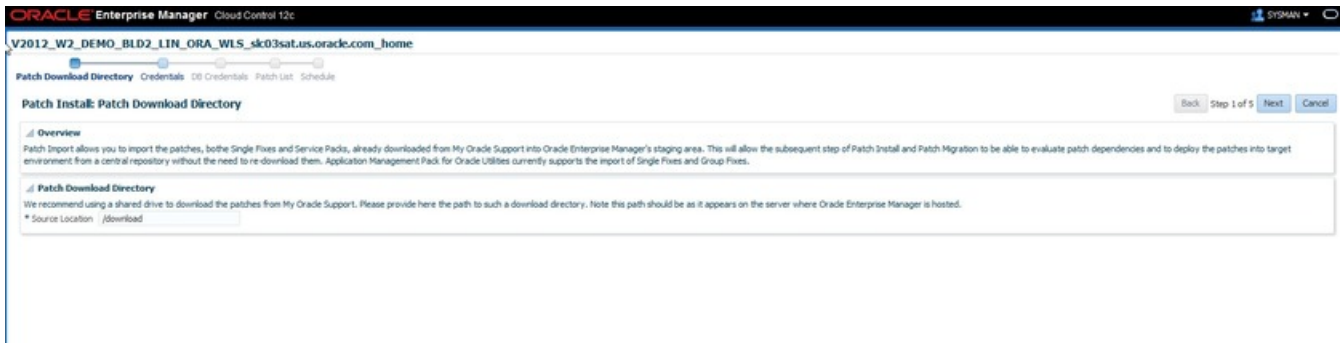 ORACLE Enterprise Manager Cloud Control 12c
SYSMAN
V2012_W2_DEMO_BLD2_LIN_ORA_WLS_slc03sat.us.oracle.com_home
Patch Download Directory Credentials DB Credentials Patch List Schedule
Patch Install: Patch Download Directory
Back Step 1 of 5 Next Cancel
Overview
Patch Import allows you to import the patches, bothe Single Fixes and Service Packs, already downloaded from My Oracle Support into Oracle Enterprise Manager's staging area. This will allow the subsequent step of Patch Install and Patch Migration to be able to evaluate patch dependencies and to deploy the patches into target
environment from a central repository without the need to re-download them. Application Management Pack for Oracle Utilities currently supports the import of Single Fixes and Group Fixes.
Patch Download Directory
We recommend using a shared drive to download the patches from My Oracle Support. Please provide here the path to such a download directory. Note this path should be as it appears on the server where Oracle Enterprise Manager is hosted.
* Source Location /download